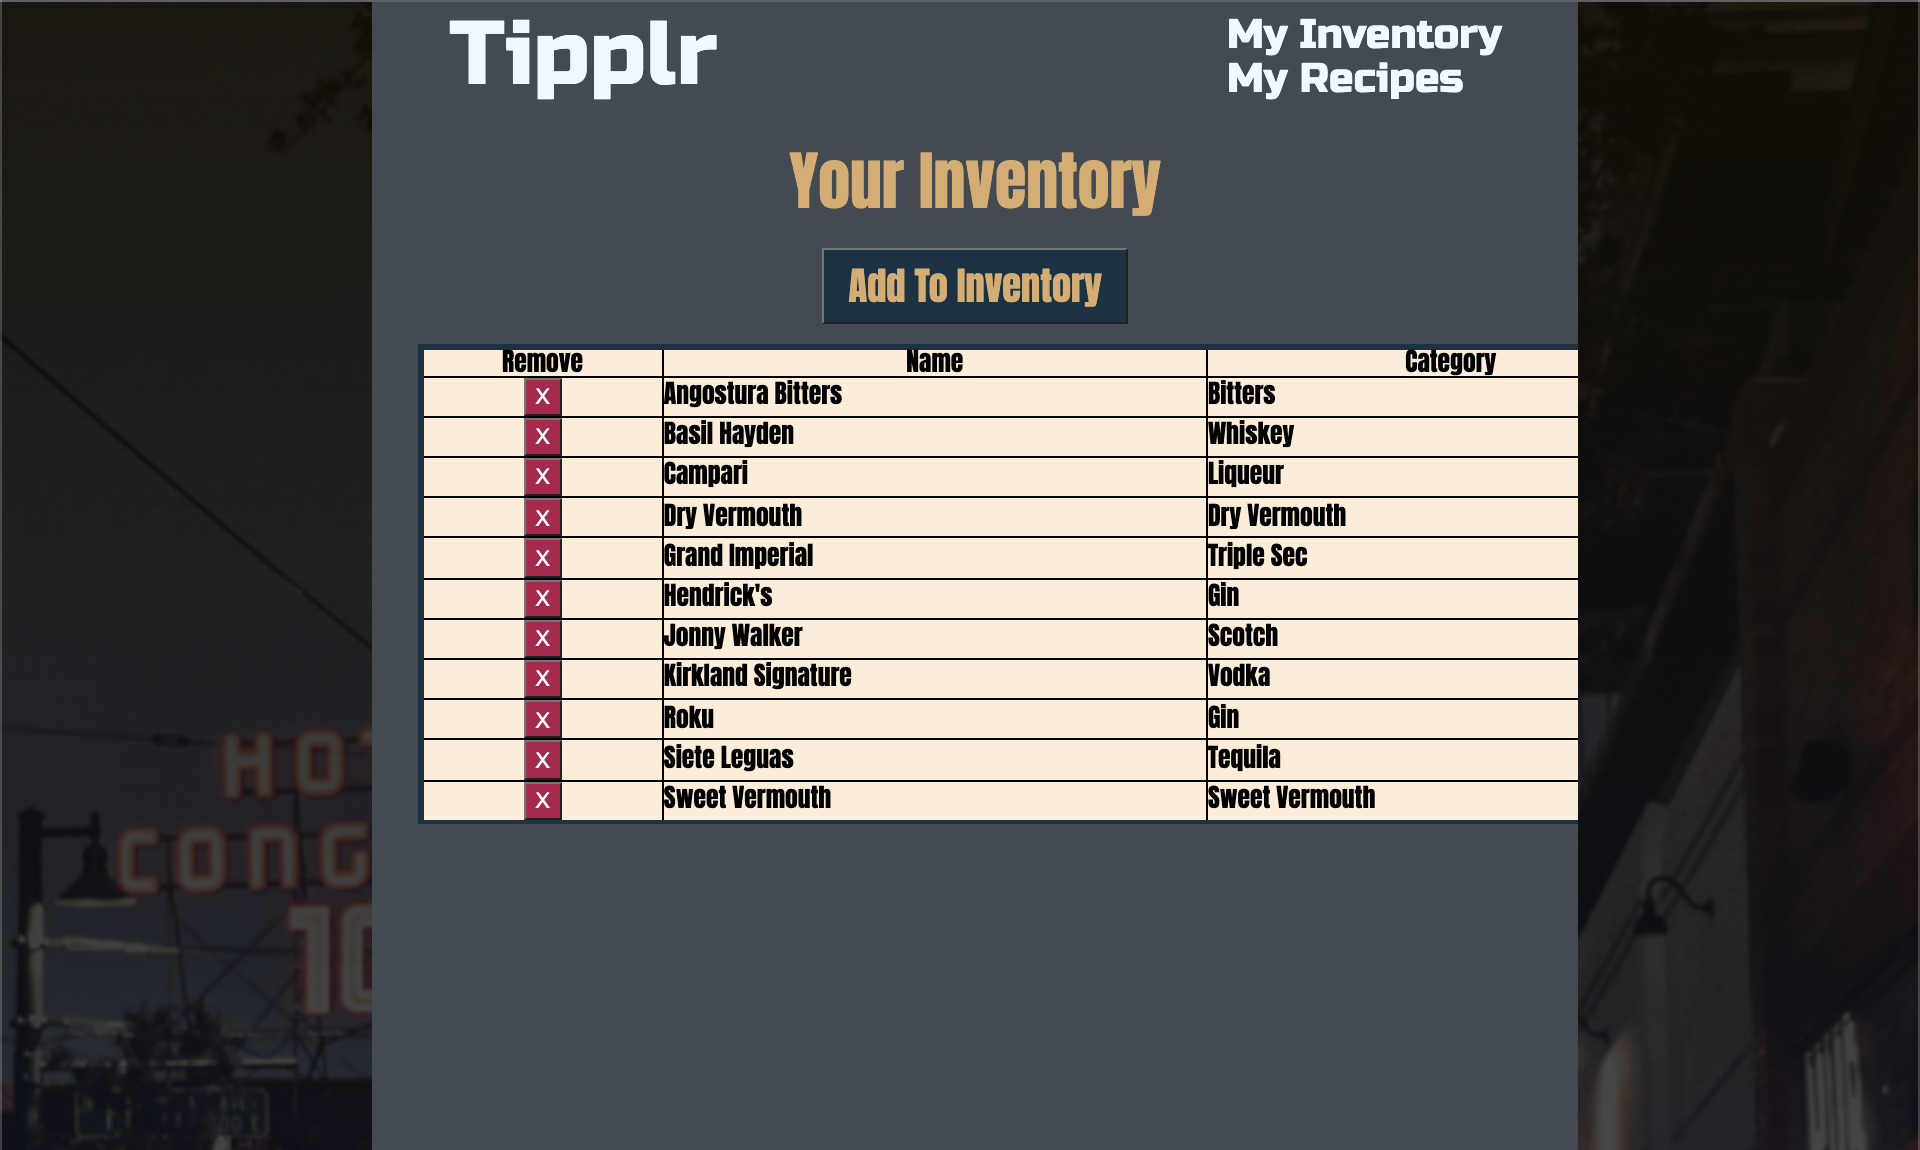 Tipplr
My Inventory
My Recipes
Your Inventory
Add To Inventory
Remove Name Category
X Angostura Bitters Bitters
X Basil Hayden Whiskey
X Campari Liqueur
X Dry Vermouth Dry Vermouth
X Grand Imperial Triple Sec
X Hendrick's Gin
X Jonny Walker Scotch
X Kirkland Signature Vodka
X Roku Gin
X Siete Leguas Tequila
X Sweet Vermouth Sweet Vermouth
HO
CONG
10